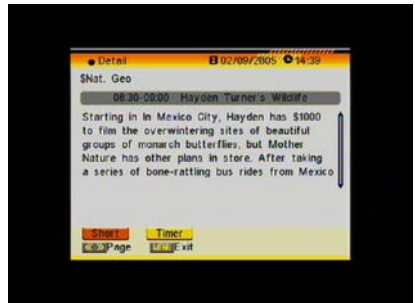 Detail 02/09/2005 14:39
$Nat. Geo
08:30-09:00 Hayden Turner's Wildlife
Starting in In Mexico City, Hayden has $1000
to film the overwintering sites of beautiful
groups of monarch butterflies, but Mother
Nature has other plans in store. After taking
a series of bone-rattling bus rides from Mexico
Short Timer
Page Exit